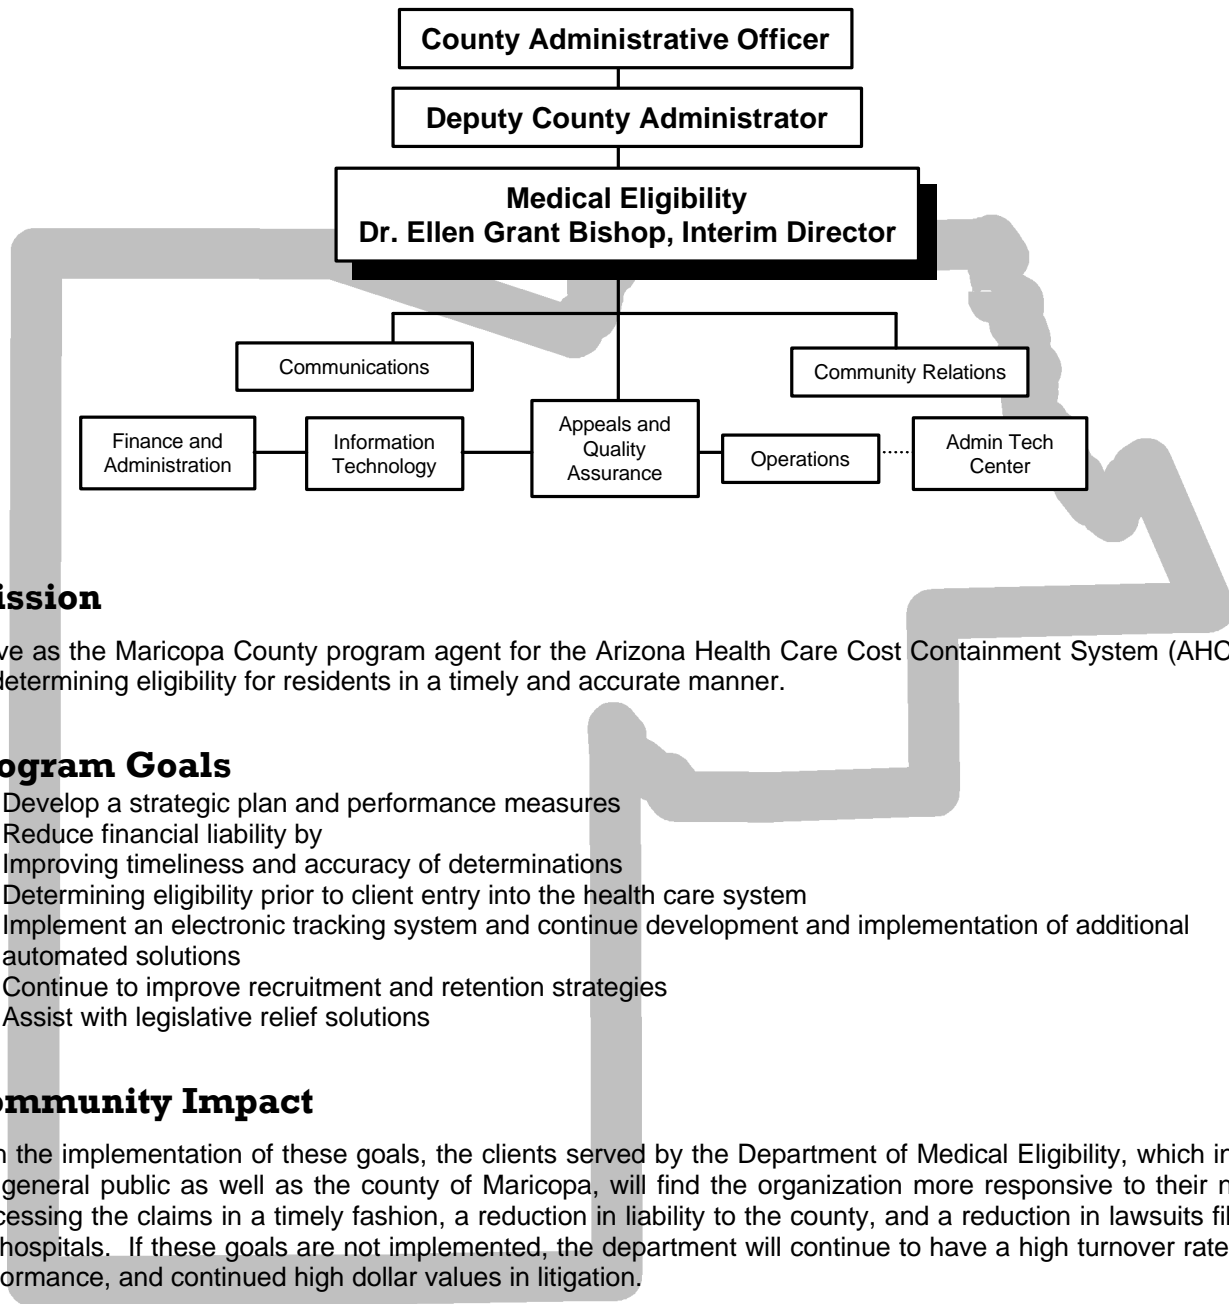 County Administrative Officer
Deputy County Administrator
Medical Eligibility
Dr. Ellen Grant Bishop, Interim Director
Communications
Community Relations
Finance and
Administration
Information
Technology
Appeals and
Quality
Assurance
Operations
Admin Tech
Center
ission
ve as the Maricopa County program agent for the Arizona Health Care Cost Containment System (AHC
determining eligibility for residents in a timely and accurate manner.
ogram Goals
Develop a strategic plan and performance measures
Reduce financial liability by
Improving timeliness and accuracy of determinations
Determining eligibility prior to client entry into the health care system
Implement an electronic tracking system and continue development and implementation of additional
automated solutions
Continue to improve recruitment and retention strategies
Assist with legislative relief solutions
ommunity Impact
n the implementation of these goals, the clients served by the Department of Medical Eligibility, which in
general public as well as the county of Maricopa, will find the organization more responsive to their n
cessing the claims in a timely fashion, a reduction in liability to the county, and a reduction in lawsuits fil
hospitals. If these goals are not implemented, the department will continue to have a high turnover rate
ormance, and continued high dollar values in litigation.